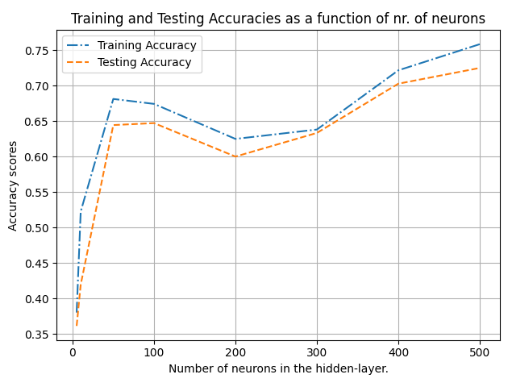 Training and Testing Accuracies as a function of nr. of neurons
Training Accuracy
Testing Accuracy
Accuracy scores
0.75
0.70
0.65
0.60
0.55
0.50
0.45
0.40
0.35
0 100 200 300 400 500
Number of neurons in the hidden-layer.